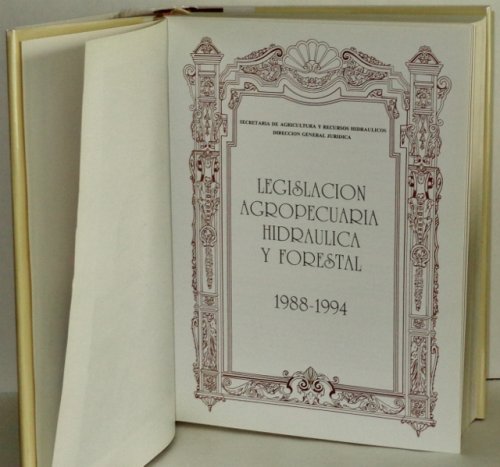 SECRETARIA DE AGRICULTURA Y RECURSOS HIDRAULICOS
DIRECCION GENERAL JURIDICA
LEGISLACION
AGROPECUARIA
HIDRAULICA
Y FORESTAL
1988-1994